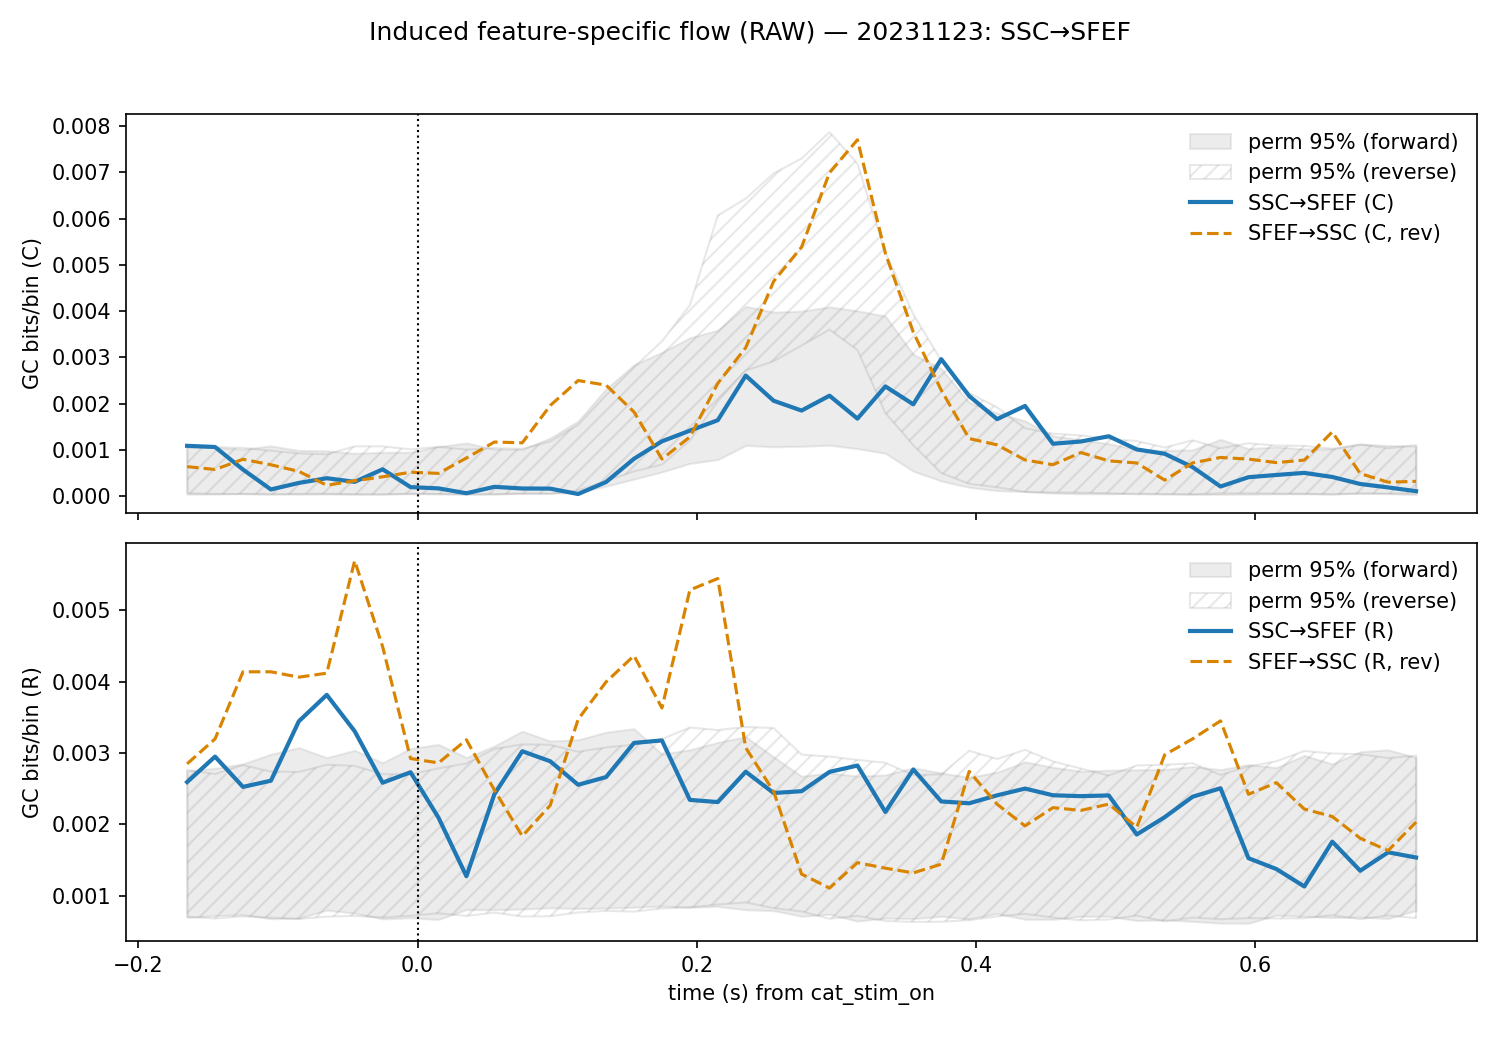 Induced feature-specific flow (RAW) — 20231123: SSC→SFEF
0.008
0.007
0.006
0.005
0.004
0.003
0.002
0.001
0.000
GC bits/bin (C)
perm 95% (forward)
perm 95% (reverse)
SSC→SFEF (C)
SFEF→SSC (C, rev)
0.005
0.004
0.003
0.002
0.001
GC bits/bin (R)
perm 95% (forward)
perm 95% (reverse)
SSC→SFEF (R)
SFEF→SSC (R, rev)
−0.2 0.0 0.2 0.4 0.6
time (s) from cat_stim_on